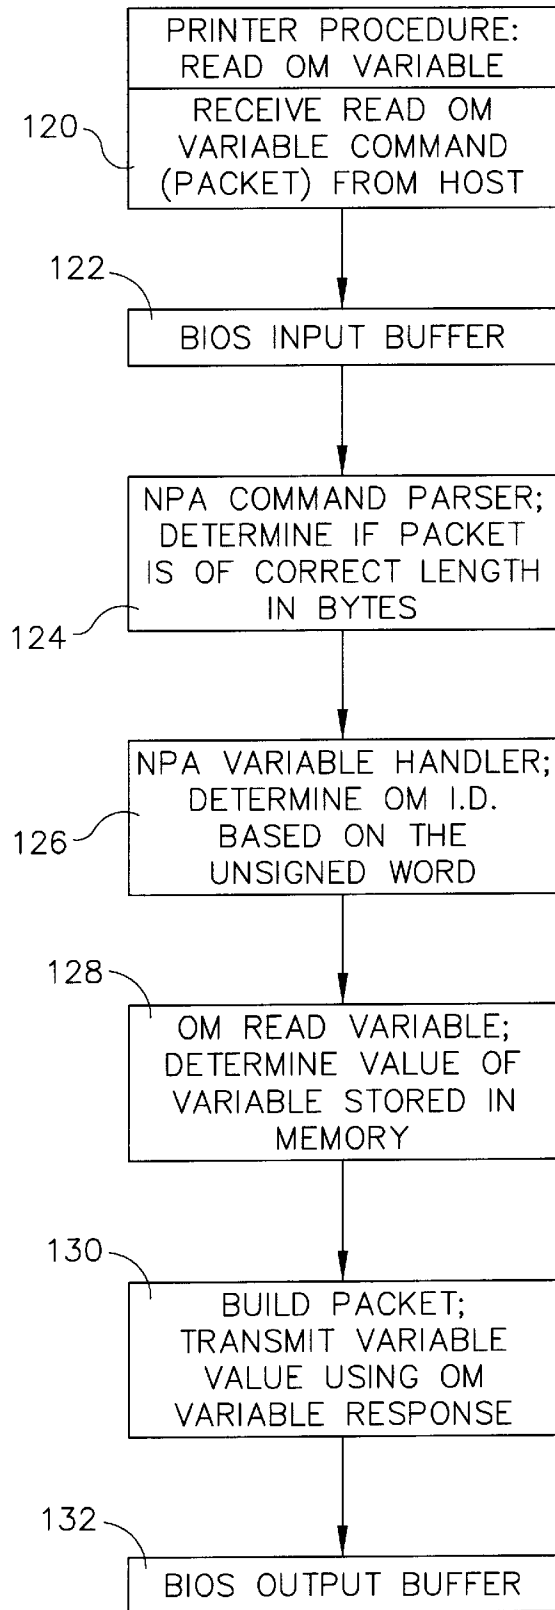 PRINTER PROCEDURE:
READ OM VARIABLE
120
RECEIVE READ OM
VARIABLE COMMAND
(PACKET) FROM HOST
122
BIOS INPUT BUFFER
NPA COMMAND PARSER;
DETERMINE IF PACKET
IS OF CORRECT LENGTH
IN BYTES
124
NPA VARIABLE HANDLER;
DETERMINE OM I.D.
BASED ON THE
UNSIGNED WORD
126
128
OM READ VARIABLE;
DETERMINE VALUE OF
VARIABLE STORED IN
MEMORY
130
BUILD PACKET;
TRANSMIT VARIABLE
VALUE USING OM
VARIABLE RESPONSE
132
BIOS OUTPUT BUFFER